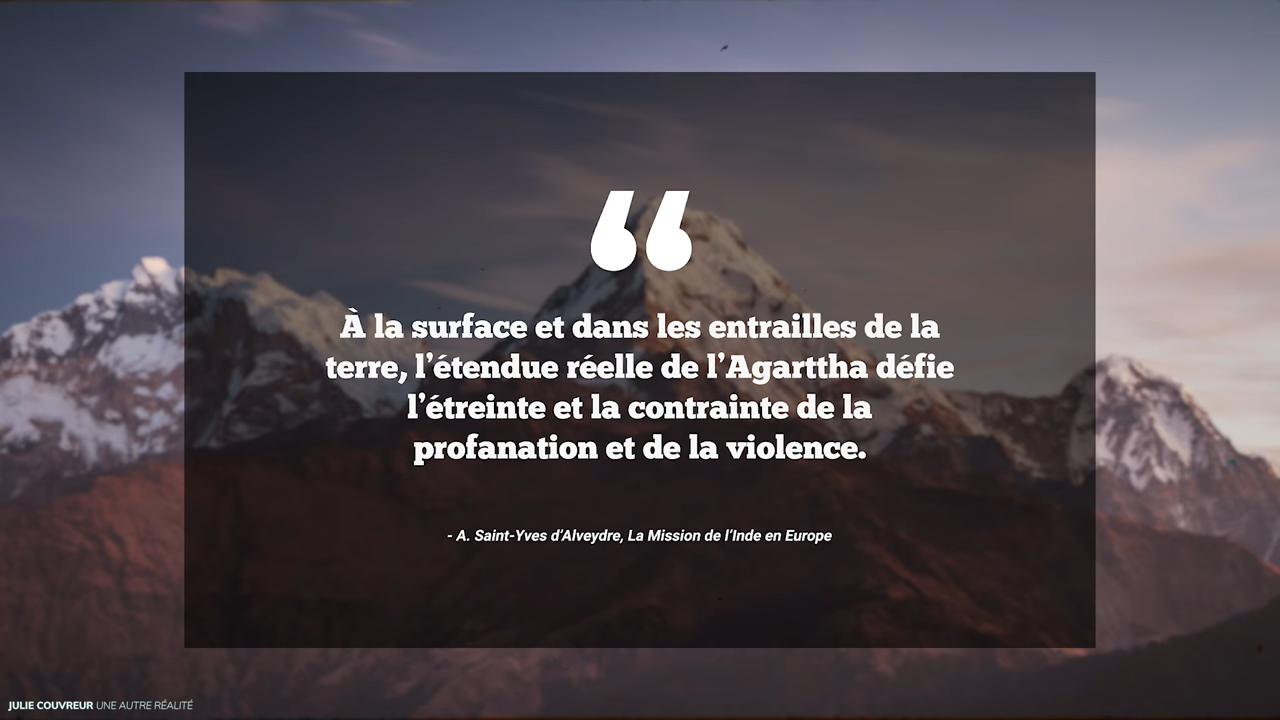 “
À la surface et dans les entrailles de la
terre, l’étendue réelle de l’Agarttha défie
l’étreinte et la contrainte de la
profanation et de la violence.
- A. Saint-Yves d’Alveydre, La Mission de l’Inde en Europe
JULIE COUVREUR UNE AUTRE RÉALITÉ